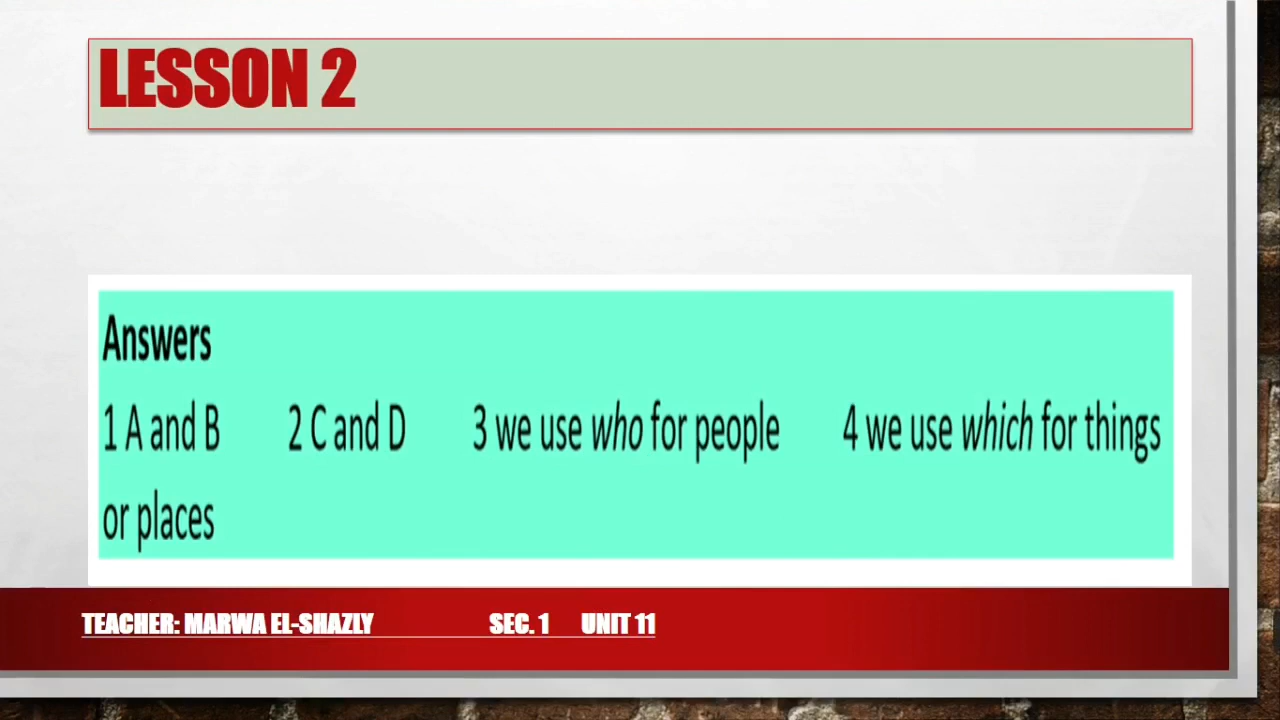 LESSON 2
Answers
1 A and B 2 C and D 3 we use who for people 4 we use which for things
or places
TEACHER: MARWA EL-SHAZLY SEC. 1 UNIT 11